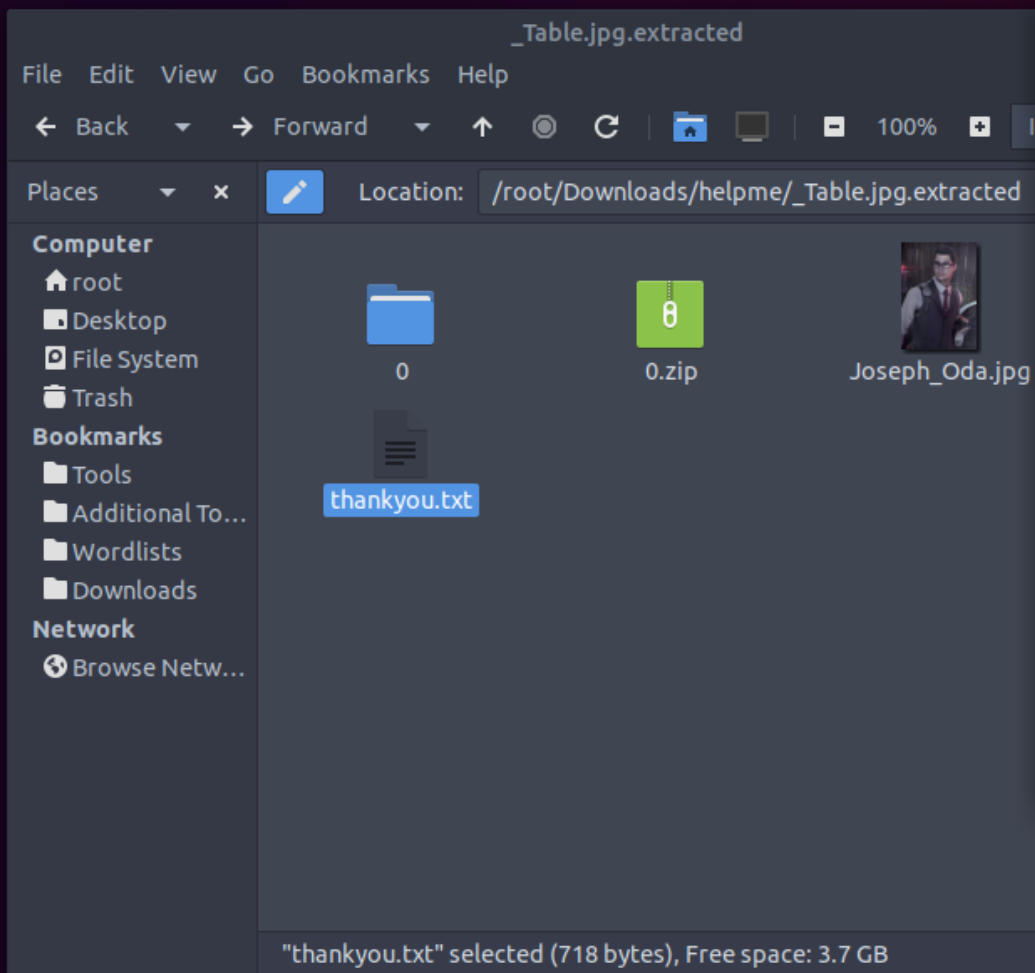 _Table.jpg.extracted
File Edit View Go Bookmarks Help
Back Forward 100%
Places Location: /root/Downloads/helpme/_Table.jpg.extracted
Computer
root
Desktop
File System
Trash
Bookmarks
Tools
Additional To...
Wordlists
Downloads
Network
Browse Netw...
0 0.zip Joseph_Oda.jpg
thankyou.txt
"thankyou.txt" selected (718 bytes), Free space: 3.7 GB